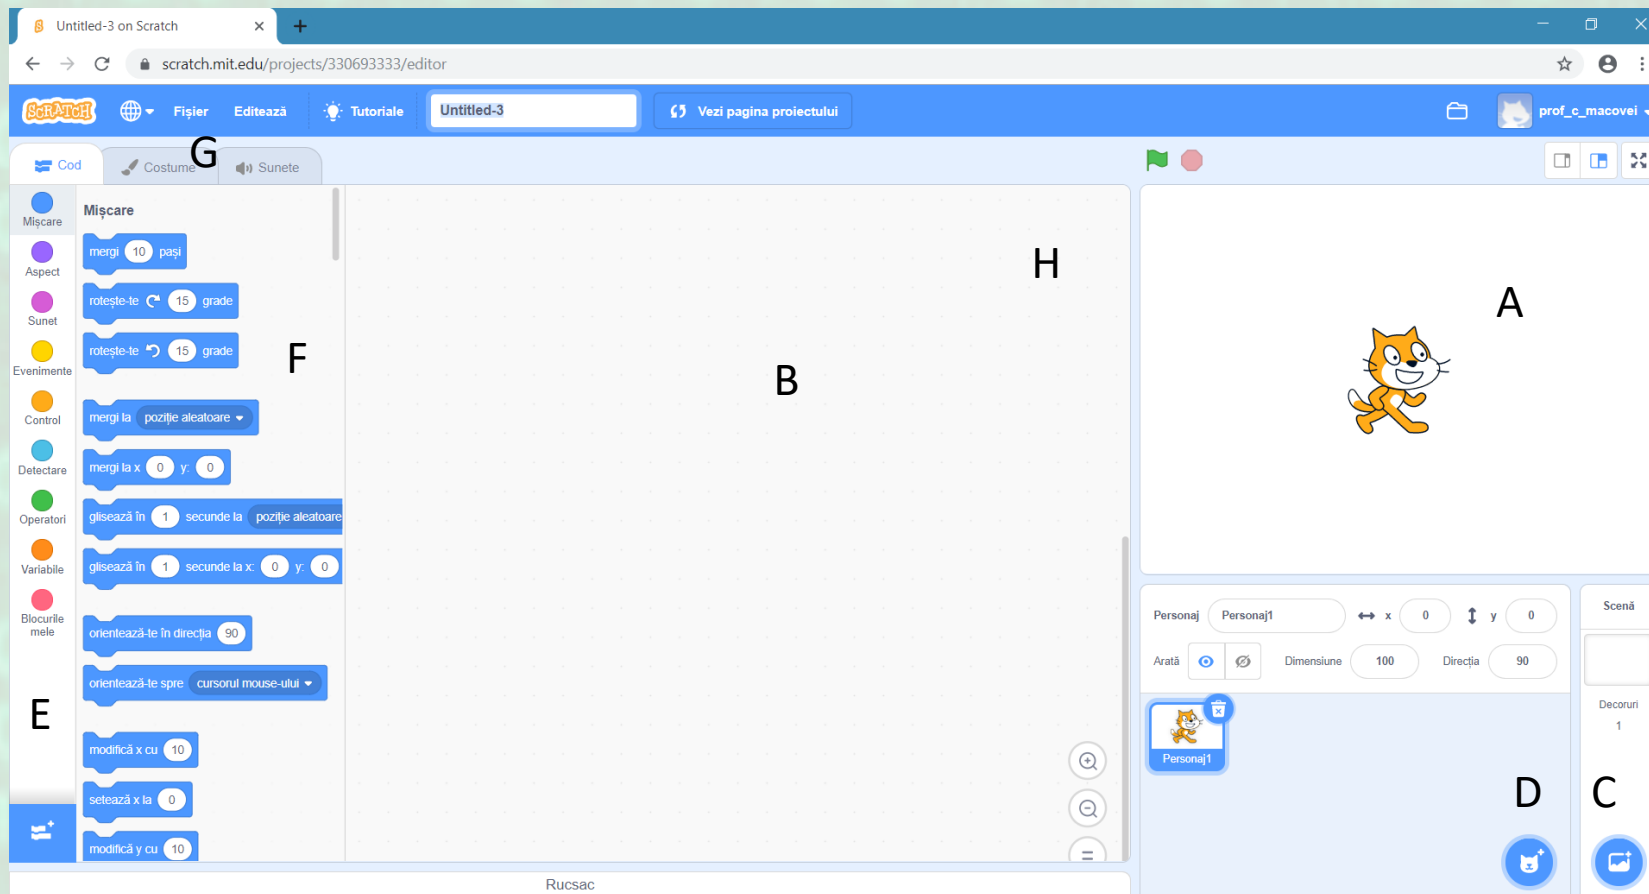 Untitled-3 on Scratch
scratch.mit.edu/projects/330693333/editor
SCRATCH Fișier Editează Tutoriale Untitled-3 Vezi pagina proiectului prof_c_macovei
G
Cod Costume Sunete
Mișcare
Aspect
Sunet
Evenimente
Control
Detectare
Operatori
Variabile
Blocurile
mele
E
Mișcare
mergi 10 pași
rotește-te 15 grade
rotește-te 15 grade
F
mergi la poziție aleatoare
mergi la x 0 y: 0
glisează în 1 secunde la poziție aleatoare
glisează în 1 secunde la x: 0 y: 0
orientează-te în direcția 90
orientează-te spre cursorul mouse-ului
modifică x cu 10
setează x la 0
modifică y cu 10
H
B
A
Personaj Personaj1 x 0 y 0
Arată Dimensiune 100 Direcția 90
Personaj1
D
Scenă
Decoruri
1
C
Rucsac